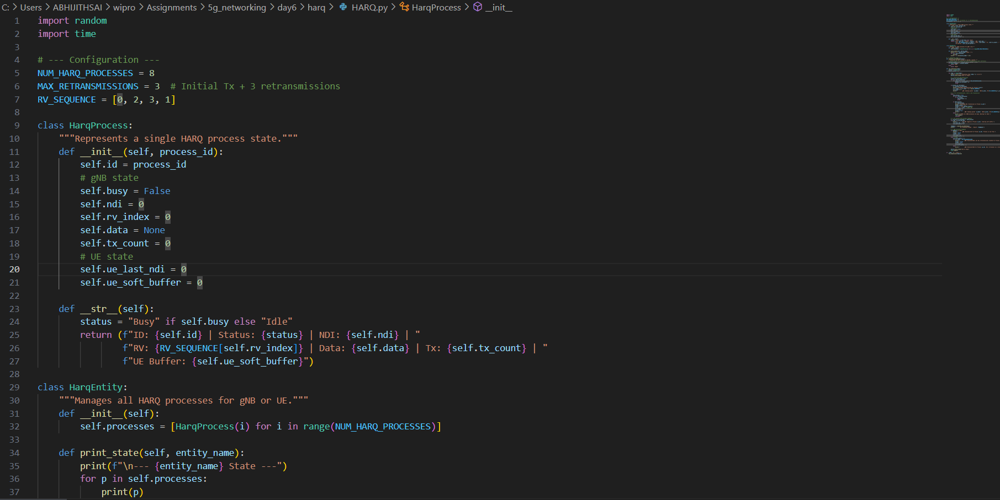 C: > Users > ABHIJITHSAI > wipro > Assignments > 5g_networking > day6 > harq > HARQ.py > HarqProcess > __init__
1 import random
2 import time
3
4 # --- Configuration ---
5 NUM_HARQ_PROCESSES = 8
6 MAX_RETRANSMISSIONS = 3  # Initial Tx + 3 retransmissions
7 RV_SEQUENCE = [0, 2, 3, 1]
8
9 class HarqProcess:
10     """Represents a single HARQ process state."""
11     def __init__(self, process_id):
12         self.id = process_id
13         # gNB state
14         self.busy = False
15         self.ndi = 0
16         self.rv_index = 0
17         self.data = None
18         self.tx_count = 0
19         # UE state
20         self.ue_last_ndi = 0
21         self.ue_soft_buffer = 0
22
23     def __str__(self):
24         status = "Busy" if self.busy else "Idle"
25         return (f"ID: {self.id} | Status: {status} | NDI: {self.ndi} | "
26                 f"RV: {RV_SEQUENCE[self.rv_index]} | Data: {self.data} | Tx: {self.tx_count} | "
27                 f"UE Buffer: {self.ue_soft_buffer}")
28
29 class HarqEntity:
30     """Manages all HARQ processes for gNB or UE."""
31     def __init__(self):
32         self.processes = [HarqProcess(i) for i in range(NUM_HARQ_PROCESSES)]
33
34     def print_state(self, entity_name):
35         print(f"\n--- {entity_name} State ---")
36         for p in self.processes:
37             print(p)